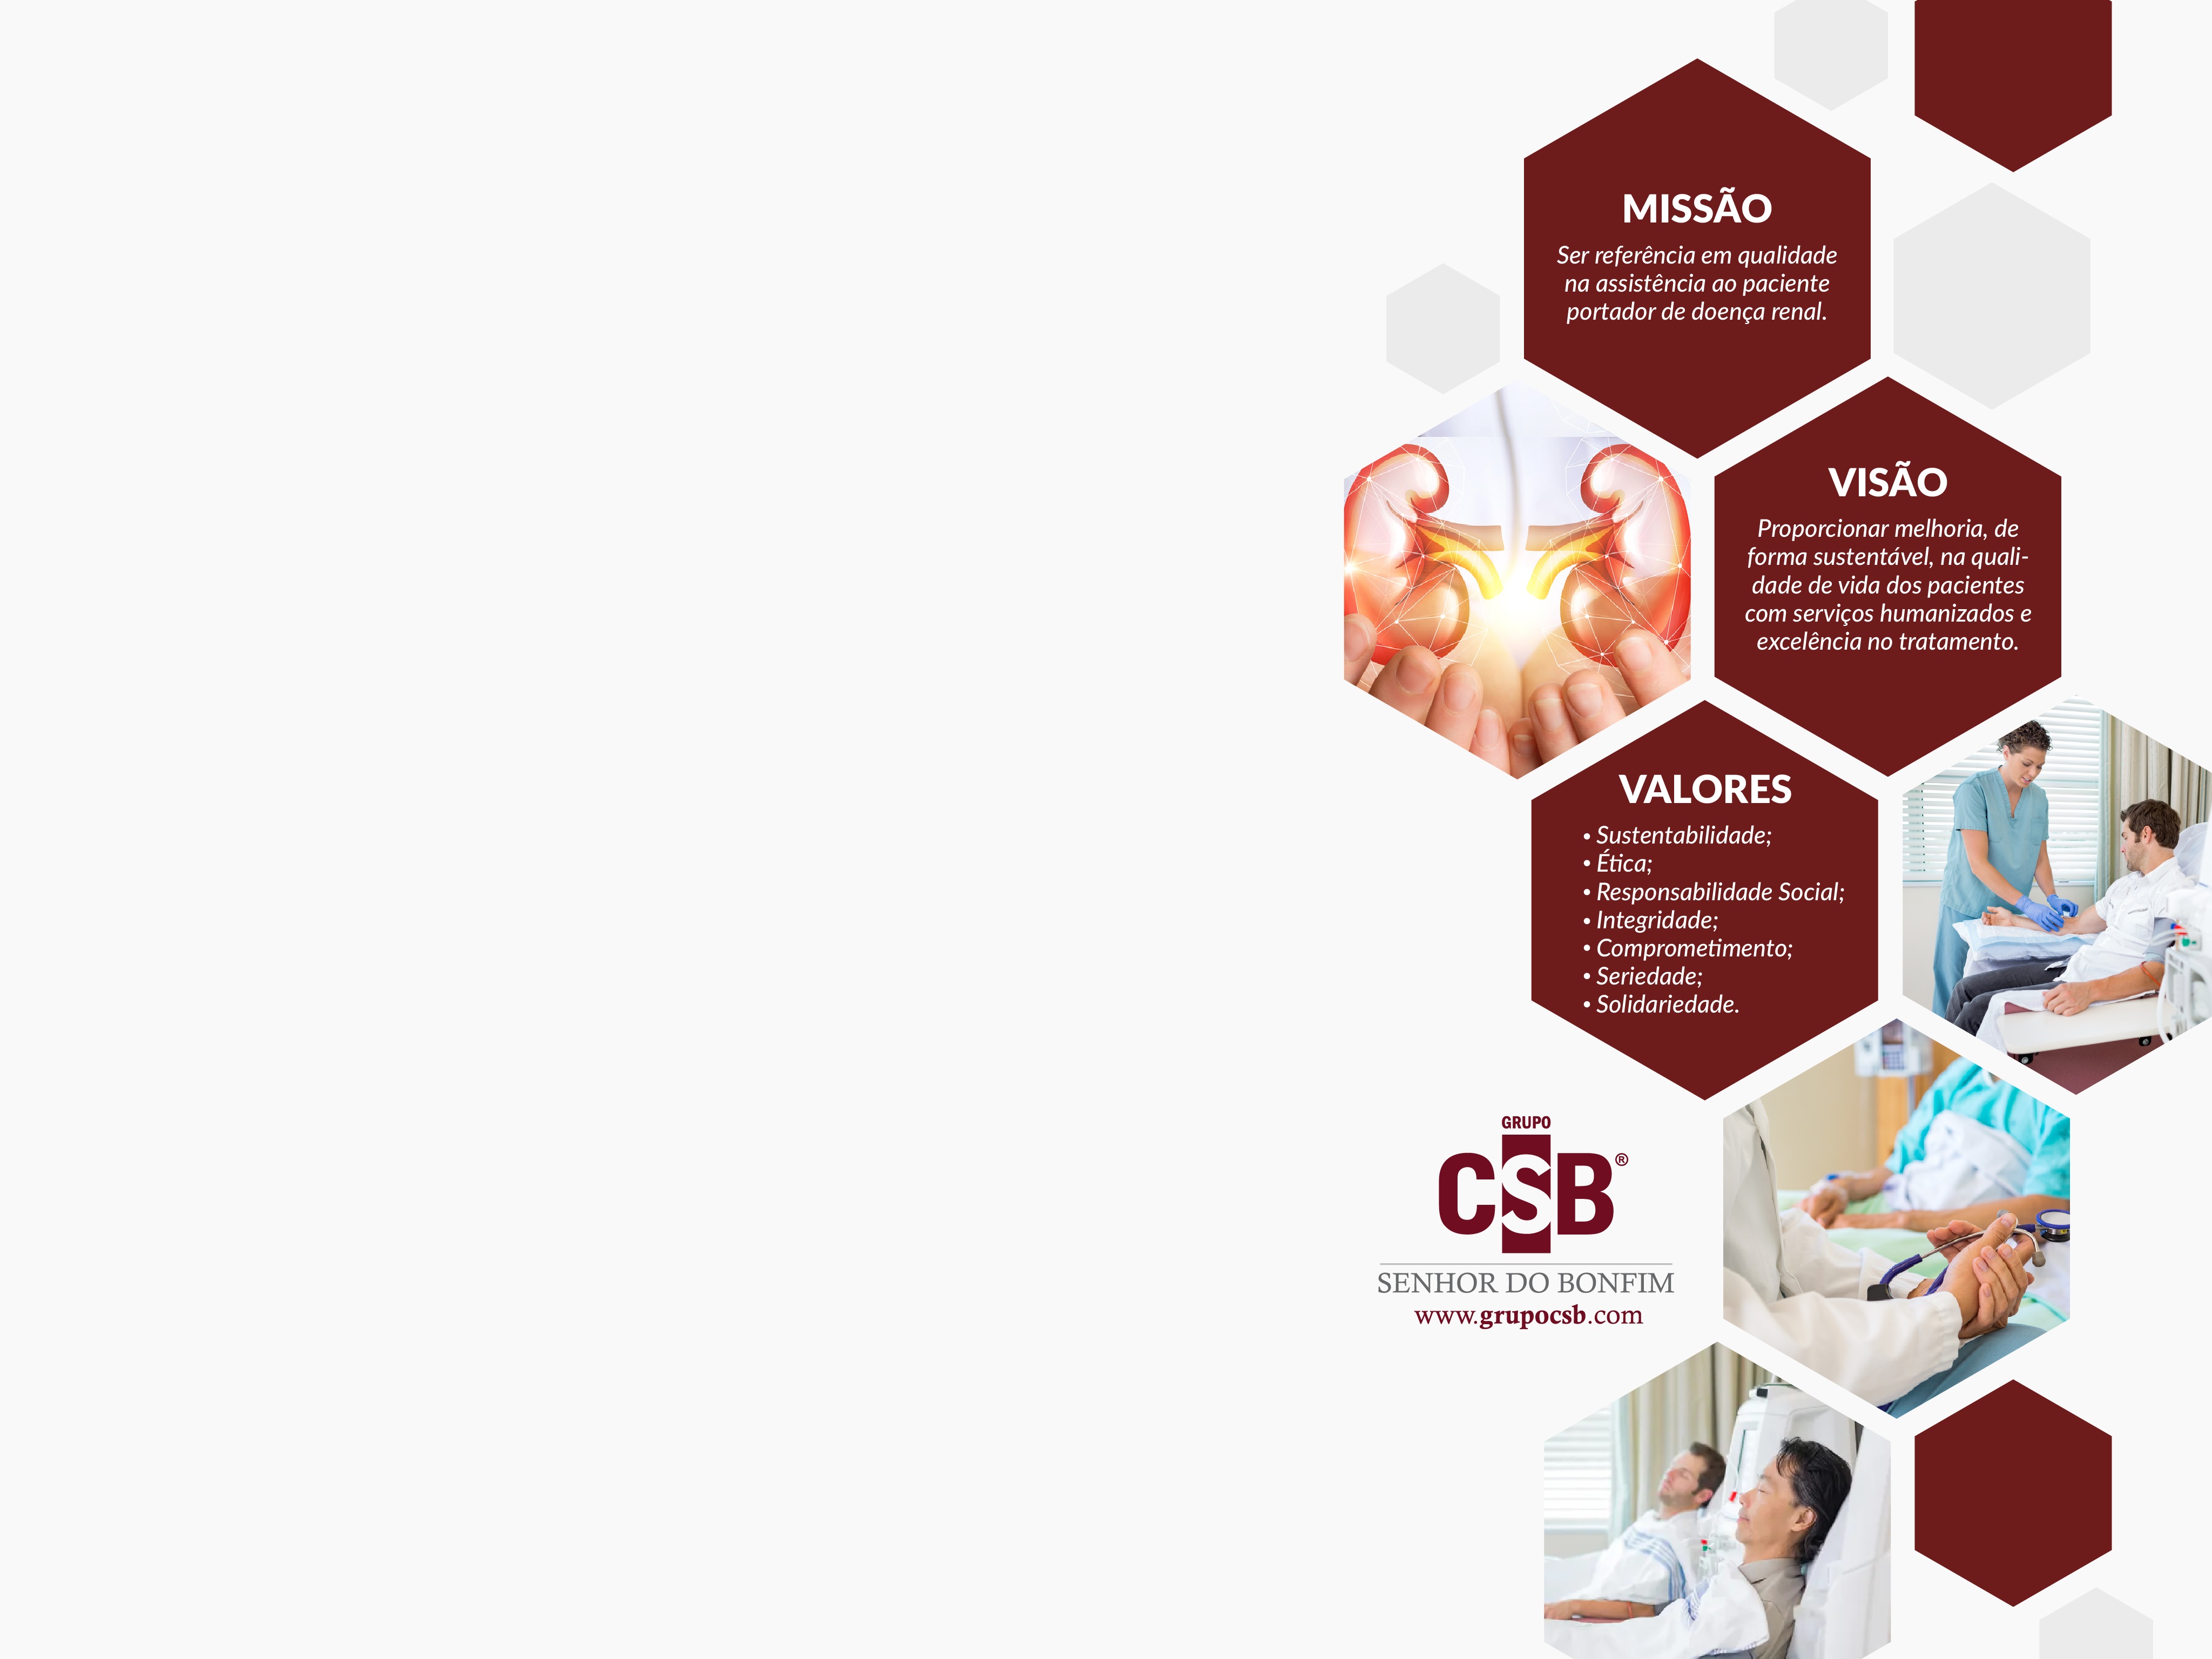 MISSÃO
Ser referência em qualidade
na assistência ao paciente
portador de doença renal.
VISÃO
Proporcionar melhoria, de
forma sustentável, na quali-
dade de vida dos pacientes
com serviços humanizados e
excelência no tratamento.
VALORES
• Sustentabilidade;
• Ética;
• Responsabilidade Social;
• Integridade;
• Comprometimento;
• Seriedade;
• Solidariedade.
GRUPO
CSB®
SENHOR DO BONFIM
www.grupocsb.com